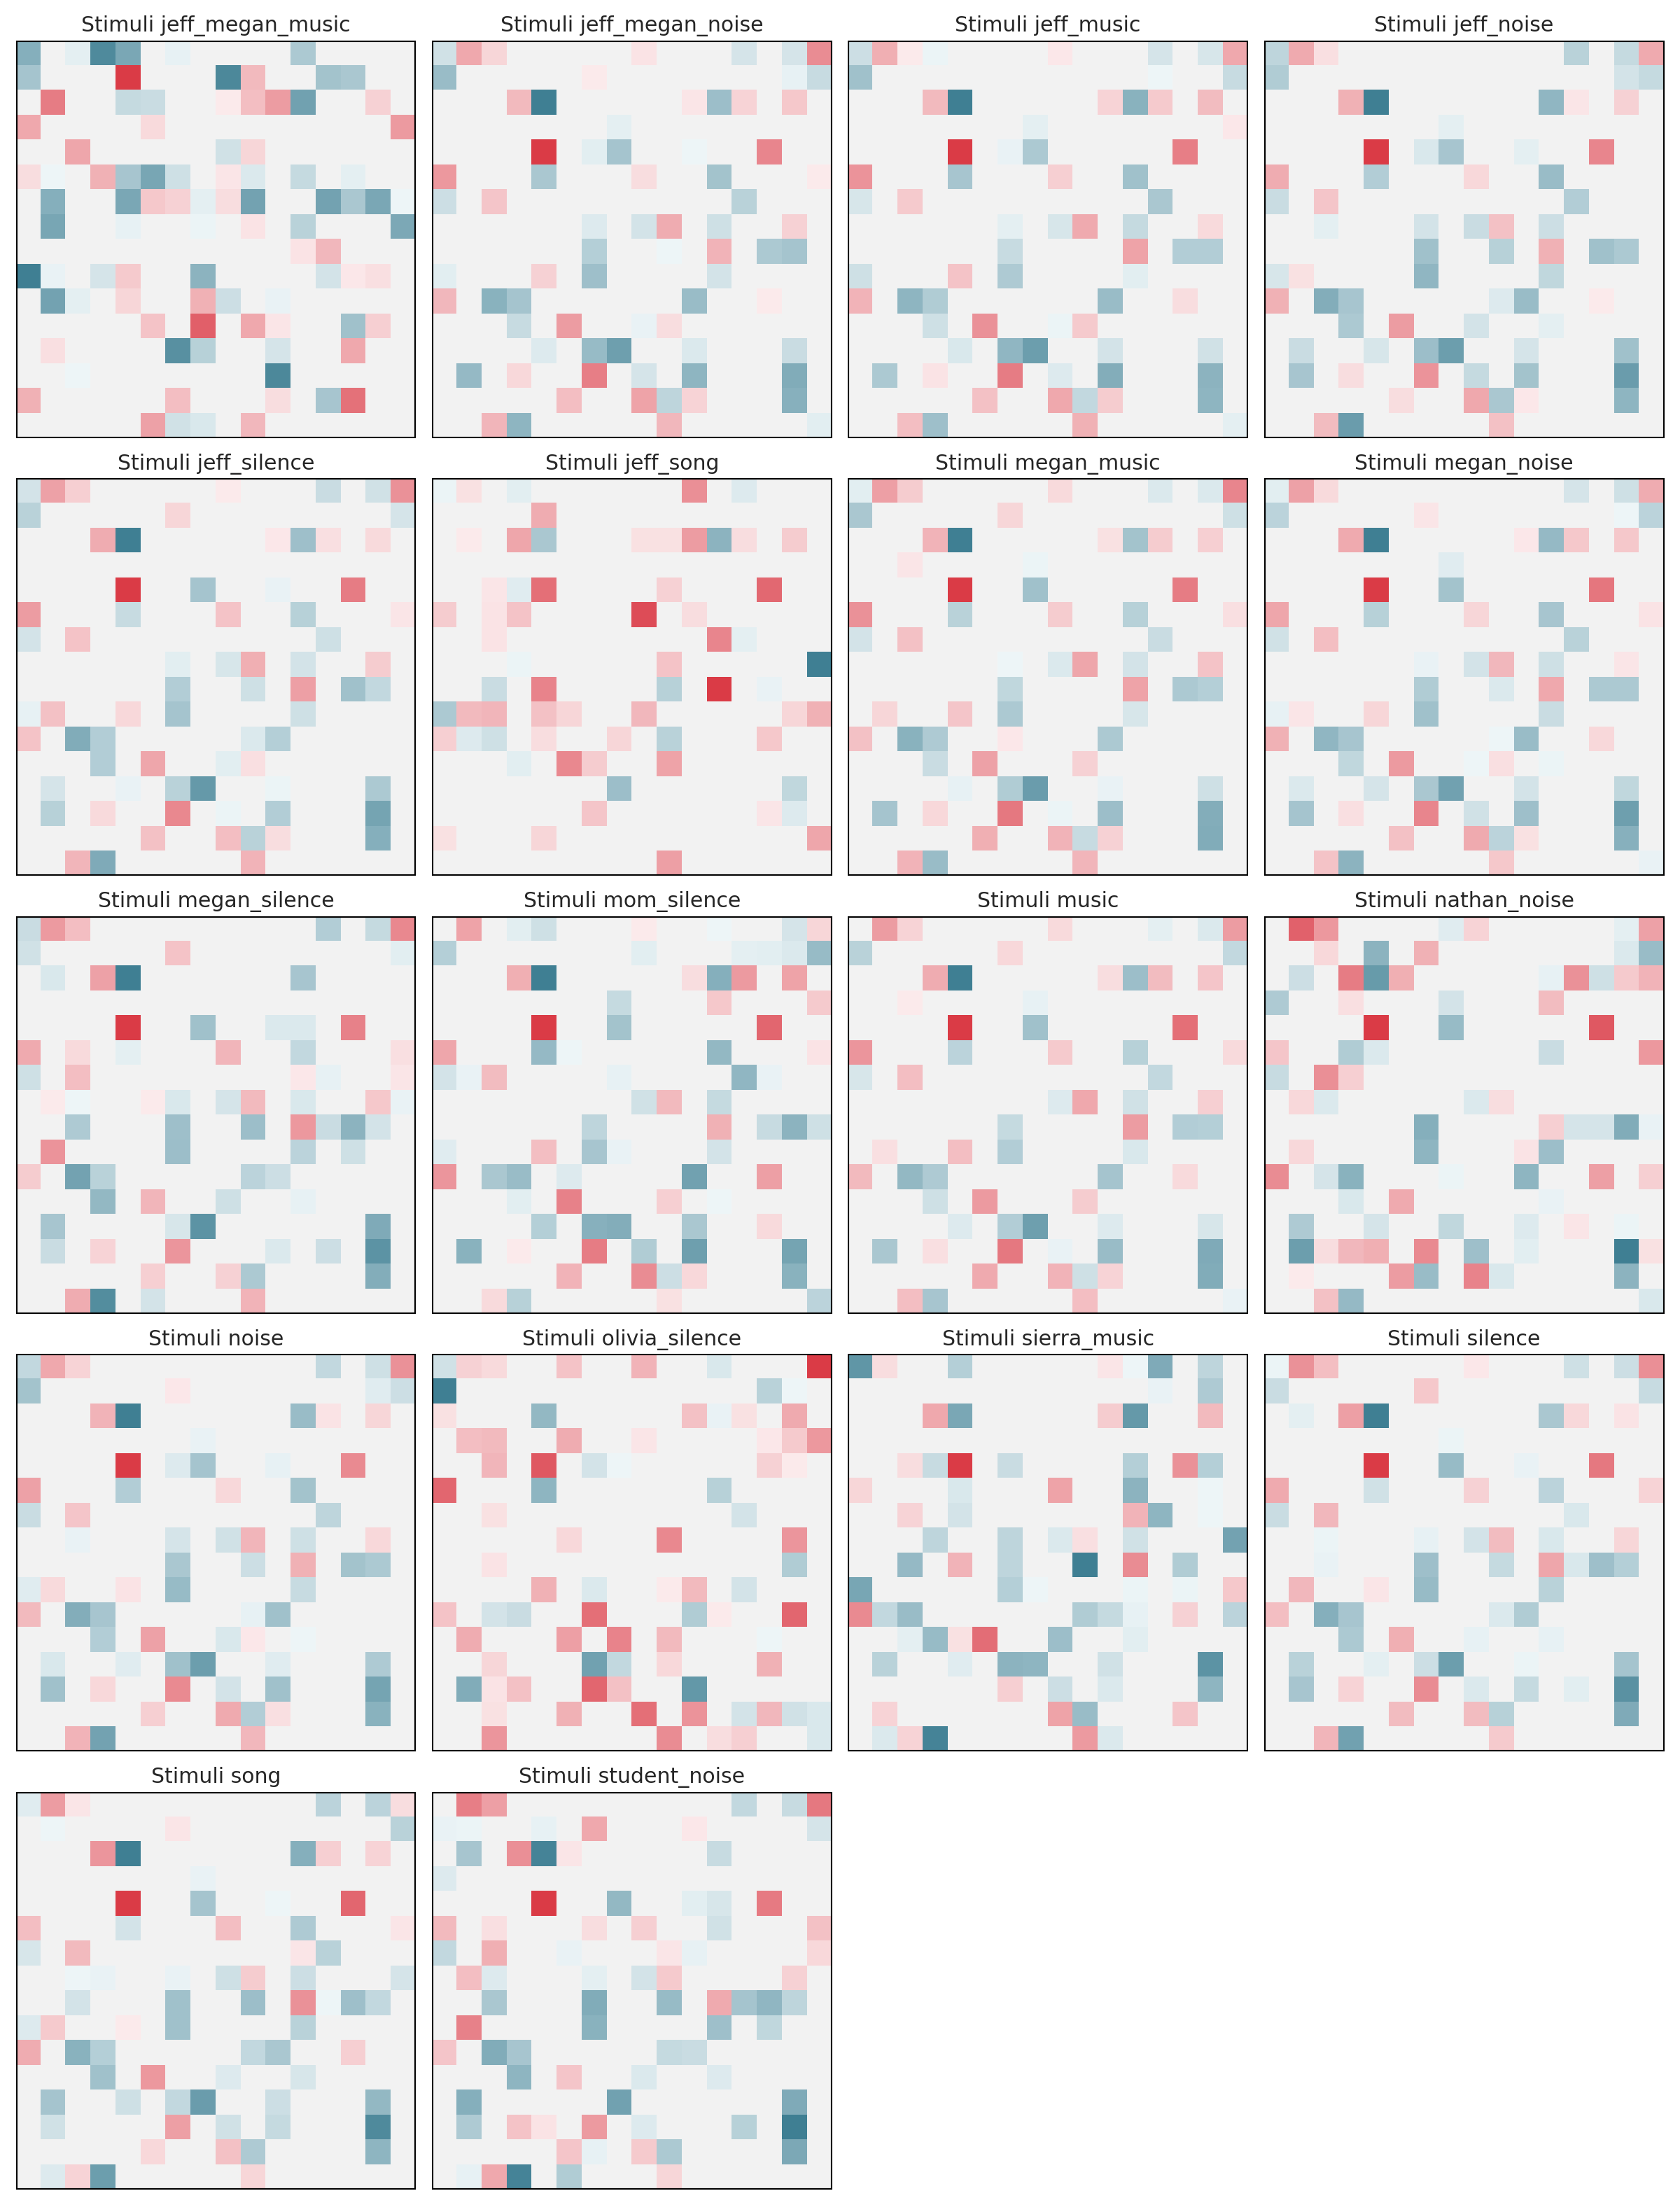 Stimuli jeff_megan_music
Stimuli jeff_megan_noise
Stimuli jeff_music
Stimuli jeff_noise
Stimuli jeff_silence
Stimuli jeff_song
Stimuli megan_music
Stimuli megan_noise
Stimuli megan_silence
Stimuli mom_silence
Stimuli music
Stimuli nathan_noise
Stimuli noise
Stimuli olivia_silence
Stimuli sierra_music
Stimuli silence
Stimuli song
Stimuli student_noise